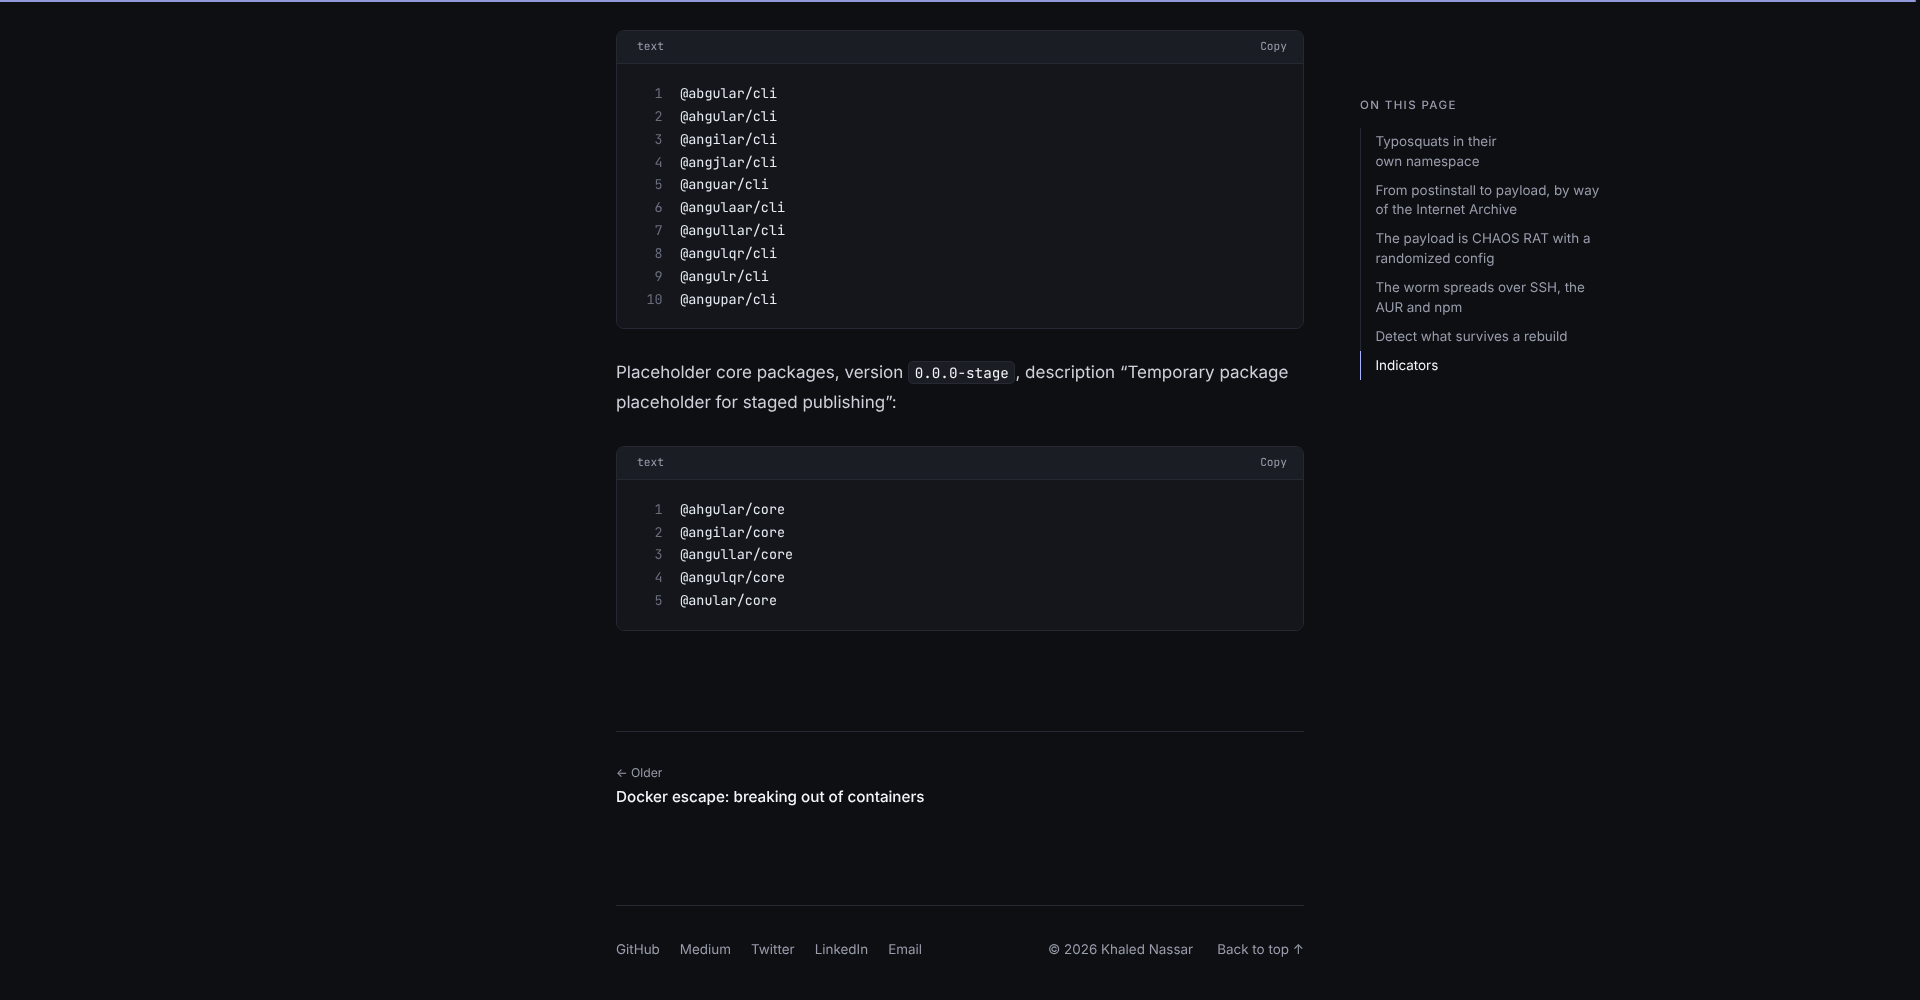 text
Copy
1 @abgular/cli
2 @ahgular/cli
3 @angilar/cli
4 @angjlar/cli
5 @anguar/cli
6 @angulaar/cli
7 @angullar/cli
8 @angulqr/cli
9 @angulr/cli
10 @angupar/cli
Placeholder core packages, version 0.0.0-stage, description “Temporary package
placeholder for staged publishing”:
text
Copy
1 @ahgular/core
2 @angilar/core
3 @angullar/core
4 @angulqr/core
5 @anular/core
← Older
Docker escape: breaking out of containers
GitHub Medium Twitter LinkedIn Email
© 2026 Khaled Nassar
Back to top ↑
ON THIS PAGE
Typosquats in their
own namespace
From postinstall to payload, by way
of the Internet Archive
The payload is CHAOS RAT with a
randomized config
The worm spreads over SSH, the
AUR and npm
Detect what survives a rebuild
Indicators